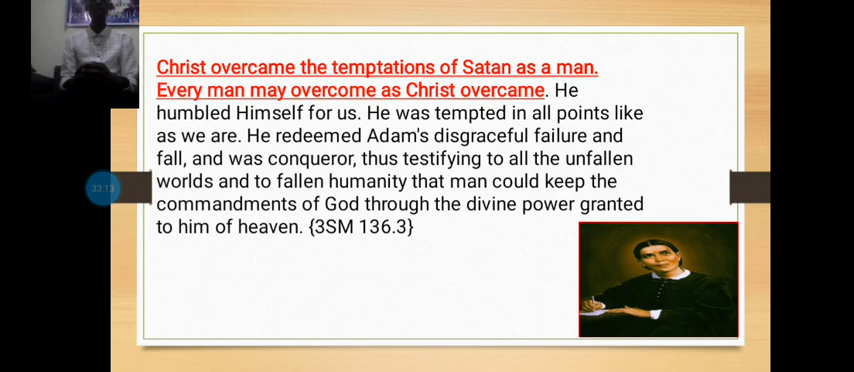 Christ overcame the temptations of Satan as a man.
Every man may overcome as Christ overcame. He
humbled Himself for us. He was tempted in all points like
as we are. He redeemed Adam's disgraceful failure and
fall, and was conqueror, thus testifying to all the unfallen
worlds and to fallen humanity that man could keep the
commandments of God through the divine power granted
to him of heaven. {3SM 136.3}
33:13